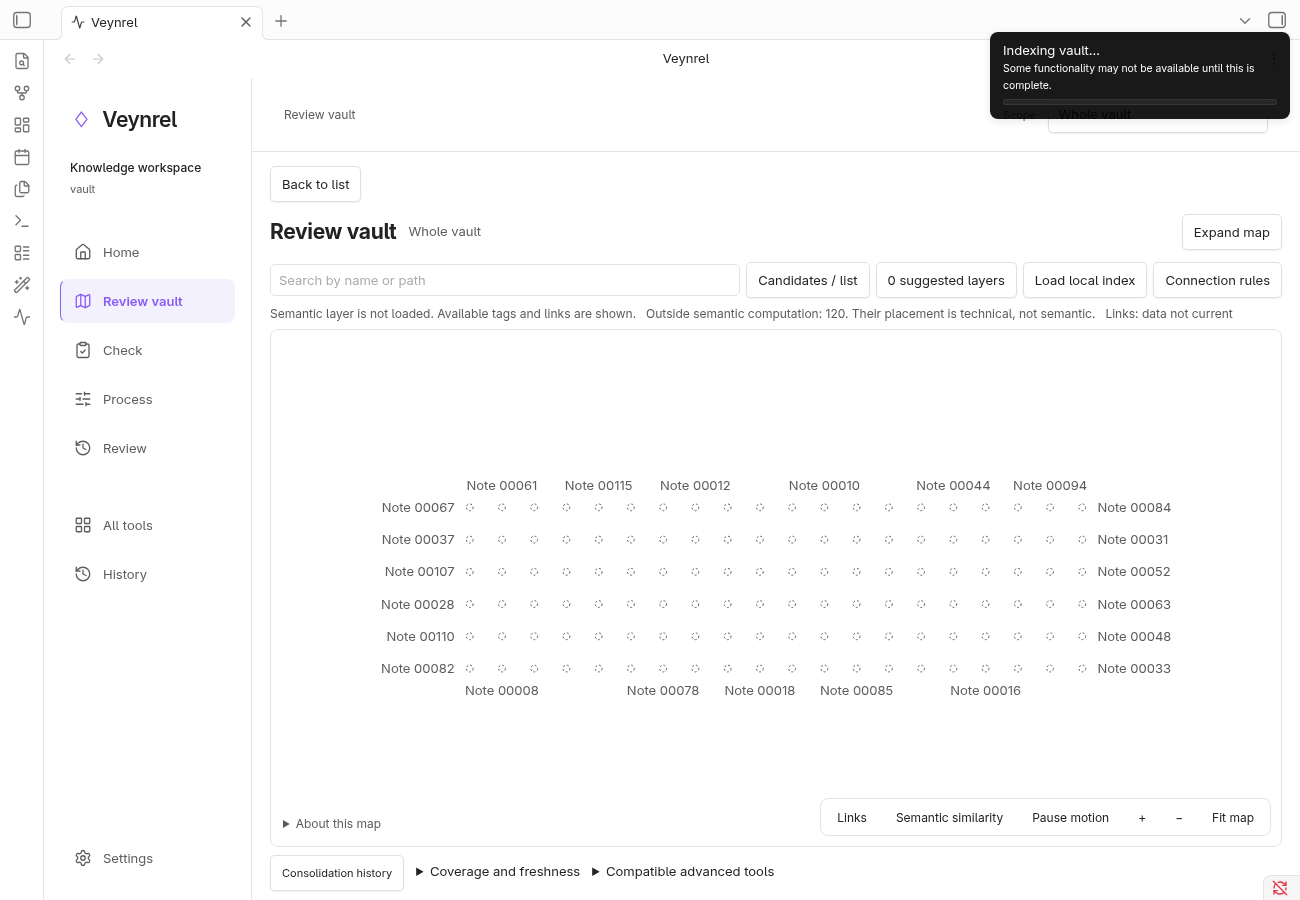 Veynrel
Veynrel
Indexing vault...
Some functionality may not be available until this is
complete.
Veynrel
Knowledge workspace
vault
Home
Review vault
Check
Process
Review
All tools
History
Settings
Review vault
Scope
Whole vault
Back to list
Review vault
Whole vault
Expand map
Search by name or path
Candidates / list
0 suggested layers
Load local index
Connection rules
Semantic layer is not loaded. Available tags and links are shown. Outside semantic computation: 120. Their placement is technical, not semantic. Links: data not current
Note 00061 Note 00115 Note 00012 Note 00010 Note 00044 Note 00094
Note 00067 Note 00084
Note 00037 Note 00031
Note 00107 Note 00052
Note 00028 Note 00063
Note 00110 Note 00048
Note 00082 Note 00033
Note 00008 Note 00078 Note 00018 Note 00085 Note 00016
About this map
Links Semantic similarity Pause motion + − Fit map
Consolidation history
Coverage and freshness
Compatible advanced tools